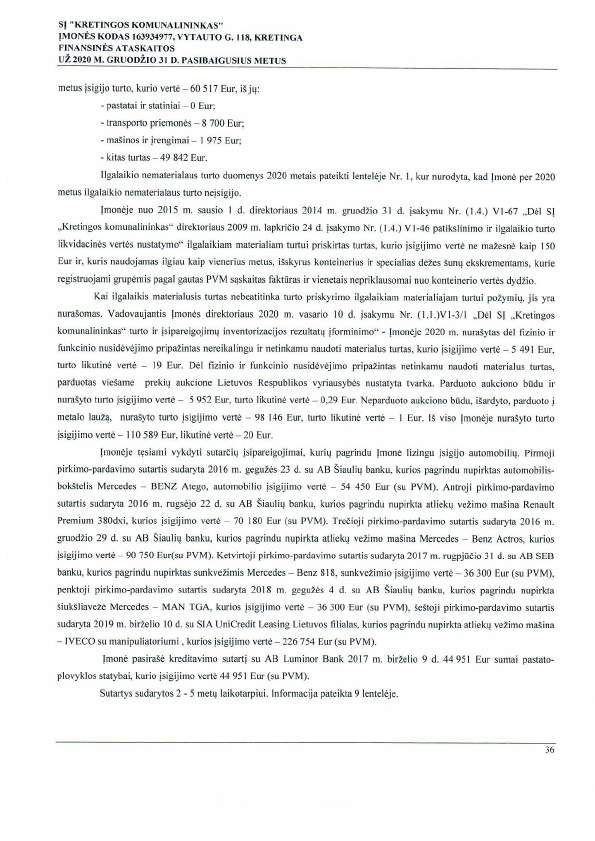 SĮ "KRETINGOS KOMUNALININKAS"
ĮMONĖS KODAS 163934977, VYTAUTO G. 118, KRETINGA
FINANSINĖS ATASKAITOS
UŽ 2020 M. GRUODŽIO 31 D. PASIBAIGUSIUS METUS
metus įsigijo turto, kurio vertė – 60 517 Eur, iš jų:
- pastatai ir statiniai – 0 Eur;
- transporto priemonės – 8 700 Eur;
- mašinos ir įrengimai – 1 975 Eur;
- kitas turtas – 49 842 Eur.
Ilgalaikio nematerialaus turto duomenys 2020 metais pateikti lentelėje Nr. 1, kur nurodyta, kad Įmonė per 2020
metus ilgalaikio nematerialaus turto neįsigijo.
Įmonėje nuo 2015 m. sausio 1 d. direktoriaus 2014 m. gruodžio 31 d. įsakymu Nr. (1.4.) V1-67 „Dėl SĮ
„Kretingos komunalininkas“ direktoriaus 2009 m. lapkričio 24 d. įsakymo Nr. (1.4.) V1-46 patikslinimo ir ilgalaikio turto
likvidacinės vertės nustatymo“ ilgalaikiam materialiam turtui priskirtas turtas, kurio įsigijimo vertė ne mažesnė kaip 150
Eur ir, kuris naudojamas ilgiau kaip vienerius metus, išskyrus konteinerius ir specialias dėžes šunų ekskrementams, kurie
registruojami grupėmis pagal gautas PVM sąskaitas faktūras ir vienetais nepriklausomai nuo konteinerio vertės dydžio.
Kai ilgalaikis materialusis turtas nebeatitinka turto priskyrimo ilgalaikiam materialiajam turtui požymių, jis yra
nurašomas. Vadovaujantis Įmonės direktoriaus 2020 m. vasario 10 d. įsakymu Nr. (1.1.)V1-3/1 „Dėl SĮ „Kretingos
komunalininkas“ turto ir įsipareigojimų inventorizacijos rezultatų įforminimo“ - Įmonėje 2020 m. nurašytas dėl fizinio ir
funkcinio nusidėvėjimo pripažintas nereikalingu ir netinkamu naudoti materialus turtas, kurio įsigijimo vertė – 5 491 Eur,
turto likutinė vertė – 19 Eur. Dėl fizinio ir funkcinio nusidėvėjimo pripažintas netinkamu naudoti materialus turtas,
parduotas viešame prekių aukcione Lietuvos Respublikos vyriausybės nustatyta tvarka. Parduoto aukciono būdu ir
nurašyto turto įsigijimo vertė – 5 952 Eur, turto likutinė vertė – 0,29 Eur. Neparduoto aukciono būdu, išardyto, parduoto į
metalo laužą, nurašyto turto įsigijimo vertė – 98 146 Eur, turto likutinė vertė – 1 Eur. Iš viso Įmonėje nurašyto turto
įsigijimo vertė – 110 589 Eur, likutinė vertė – 20 Eur.
Įmonėje tęsiami vykdyti sutarčių įsipareigojimai, kurių pagrindu Įmonė lizingu įsigijo automobilių. Pirmoji
pirkimo-pardavimo sutartis sudaryta 2016 m. gegužės 23 d. su AB Šiaulių banku, kurios pagrindu nupirktas automobilis-
bokštelis Mercedes – BENZ Atego, automobilio įsigijimo vertė – 54 450 Eur (su PVM). Antroji pirkimo-pardavimo
sutartis sudaryta 2016 m. rugsėjo 22 d. su AB Šiaulių banku, kurios pagrindu nupirkta atliekų vežimo mašina Renault
Premium 380dxi, kurios įsigijimo vertė – 70 180 Eur (su PVM). Trečioji pirkimo-pardavimo sutartis sudaryta 2016 m.
gruodžio 29 d. su AB Šiaulių banku, kurios pagrindu nupirkta atliekų vežimo mašina Mercedes – Benz Actros, kurios
įsigijimo vertė – 90 750 Eur(su PVM). Ketvirtoji pirkimo-pardavimo sutartis sudaryta 2017 m. rugpjūčio 31 d. su AB SEB
banku, kurios pagrindu nupirktas sunkvežimis Mercedes – Benz 818, sunkvežimio įsigijimo vertė – 36 300 Eur (su PVM),
penktoji pirkimo-pardavimo sutartis sudaryta 2018 m. gegužės 4 d. su AB Šiaulių banku, kurios pagrindu nupirkta
šiukšliavežė Mercedes – MAN TGA, kurios įsigijimo vertė – 36 300 Eur (su PVM), šeštoji pirkimo-pardavimo sutartis
sudaryta 2019 m. birželio 10 d. su SIA UniCredit Leasing Lietuvos filialas, kurios pagrindu nupirkta atliekų vežimo mašina
– IVECO su manipuliatoriumi , kurios įsigijimo vertė – 226 754 Eur (su PVM).
Įmonė pasirašė kreditavimo sutartį su AB Luminor Bank 2017 m. birželio 9 d. 44 951 Eur sumai pastato-
plovyklos statybai, kurio įsigijimo vertė 44 951 Eur (su PVM).
Sutartys sudarytos 2 - 5 metų laikotarpiui. Informacija pateikta 9 lentelėje.
36